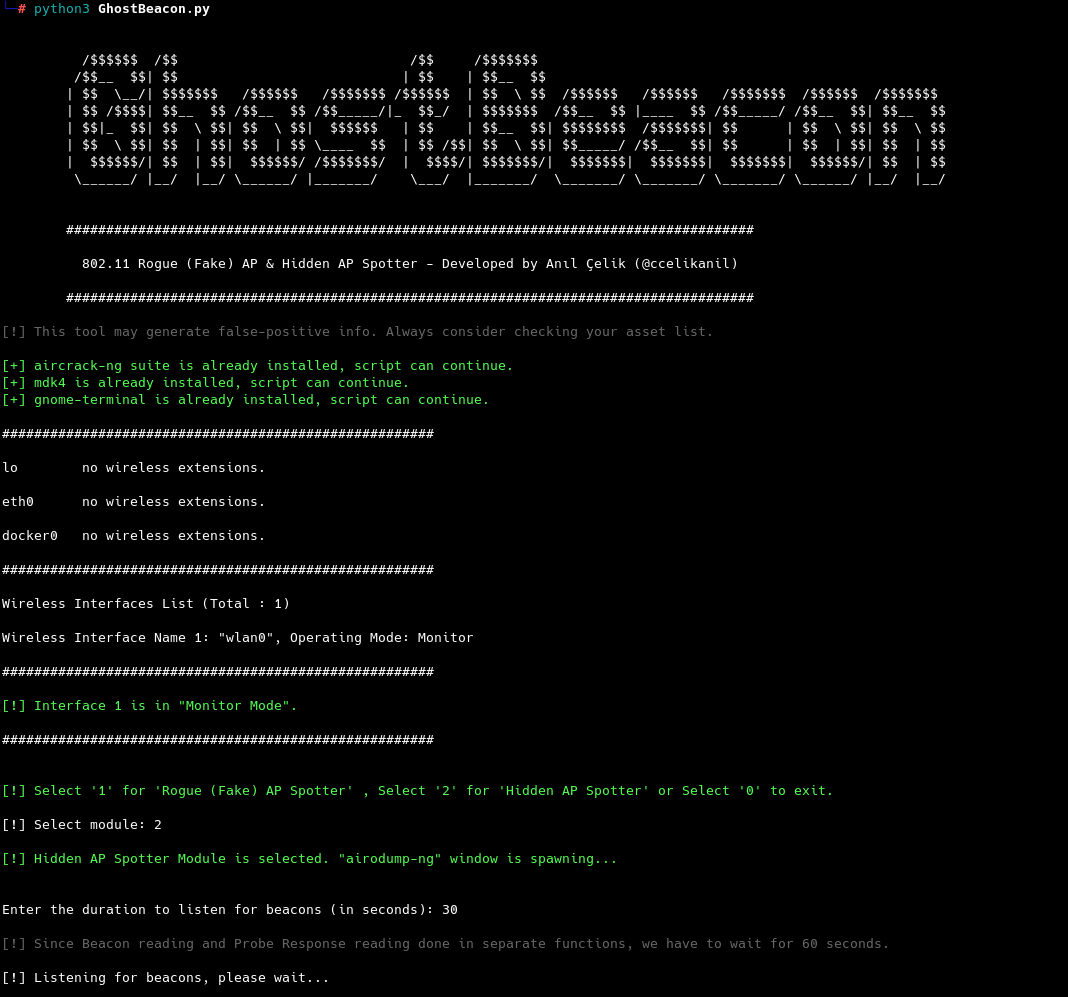 └─# python3 GhostBeacon.py
  /$$$$$$  /$$                             /$$     /$$$$$$$
 /$$__  $$| $$                            | $$    | $$__  $$
| $$  \__/| $$$$$$$   /$$$$$$   /$$$$$$$ /$$$$$$  | $$  \ $$  /$$$$$$   /$$$$$$   /$$$$$$$  /$$$$$$  /$$$$$$$
| $$ /$$$$| $$__  $$ /$$__  $$ /$$_____/|_  $$_/  | $$$$$$$  /$$__  $$ |____  $$ /$$_____/ /$$__  $$| $$__  $$
| $$|_  $$| $$  \ $$| $$  \ $$|  $$$$$$   | $$    | $$__  $$| $$$$$$$$  /$$$$$$$| $$      | $$  \ $$| $$  \ $$
| $$  \ $$| $$  | $$| $$  | $$ \____  $$  | $$ /$$| $$  \ $$| $$_____/ /$$__  $$| $$      | $$  | $$| $$  | $$
|  $$$$$$/| $$  | $$|  $$$$$$/ /$$$$$$$/  |  $$$$/| $$$$$$$/|  $$$$$$$|  $$$$$$$|  $$$$$$$|  $$$$$$/| $$  | $$
 \______/ |__/  |__/ \______/ |_______/    \___/  |_______/  \_______/ \_______/ \_______/ \______/ |__/  |__/
######################################################################################
802.11 Rogue (Fake) AP & Hidden AP Spotter - Developed by Anıl Çelik (@ccelikanil)
######################################################################################
[!] This tool may generate false-positive info. Always consider checking your asset list.
[+] aircrack-ng suite is already installed, script can continue.
[+] mdk4 is already installed, script can continue.
[+] gnome-terminal is already installed, script can continue.
######################################################
lo        no wireless extensions.
eth0      no wireless extensions.
docker0   no wireless extensions.
######################################################
Wireless Interfaces List (Total : 1)
Wireless Interface Name 1: "wlan0", Operating Mode: Monitor
######################################################
[!] Interface 1 is in "Monitor Mode".
######################################################
[!] Select '1' for 'Rogue (Fake) AP Spotter' , Select '2' for 'Hidden AP Spotter' or Select '0' to exit.
[!] Select module: 2
[!] Hidden AP Spotter Module is selected. "airodump-ng" window is spawning...
Enter the duration to listen for beacons (in seconds): 30
[!] Since Beacon reading and Probe Response reading done in separate functions, we have to wait for 60 seconds.
[!] Listening for beacons, please wait...